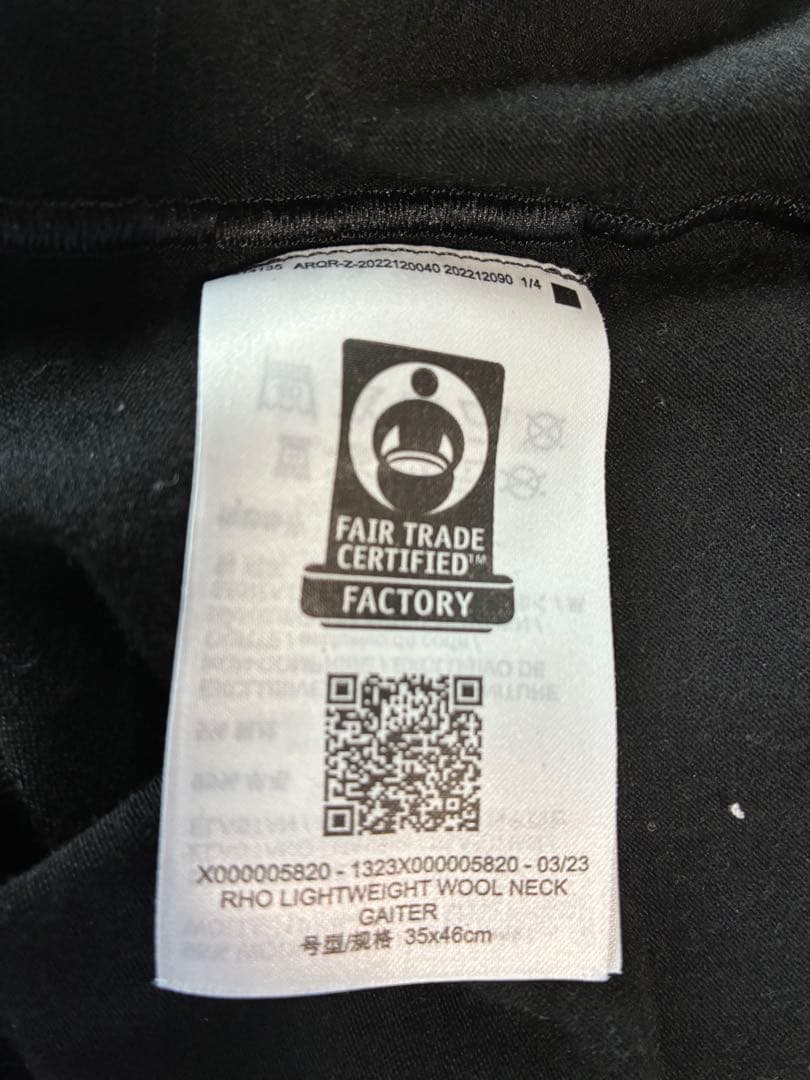 ARQR-Z-2022120040 202212090 1/4
FAIR TRADE
CERTIFIED™
FACTORY
X000005820 - 1323X000005820 - 03/23
RHO LIGHTWEIGHT WOOL NECK
GAITER
号型/规格 35x46cm